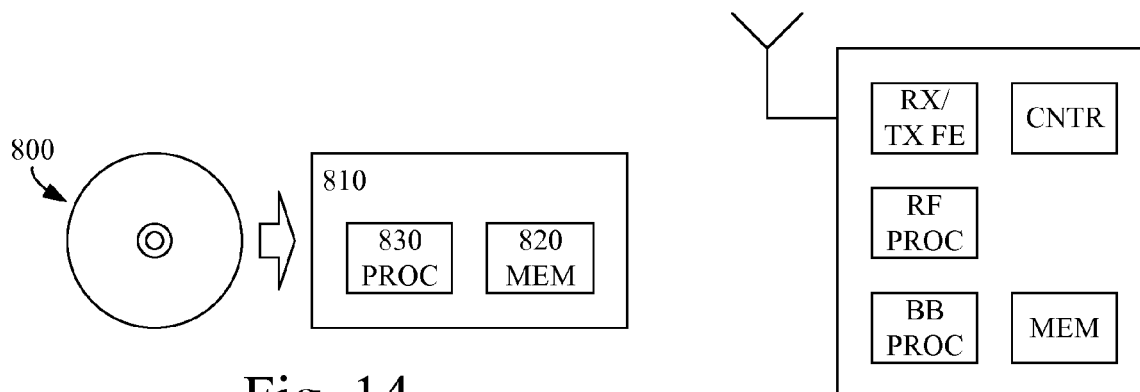 800
810
830
PROC
820
MEM
Fig. 14
RX/
TX FE
CNTR
RF
PROC
BB
PROC
MEM